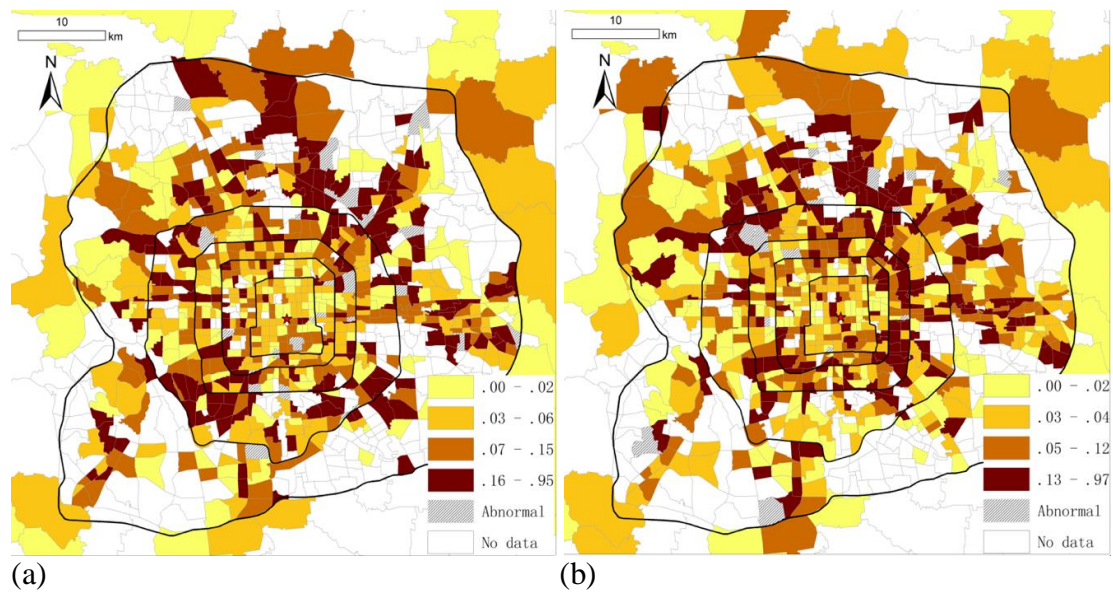 10
km
N
.00 - .02
.03 - .06
.07 - .15
.16 - .95
Abnormal
No data
(a)
10
km
N
.00 - .02
.03 - .04
.05 - .12
.13 - .97
Abnormal
No data
(b)